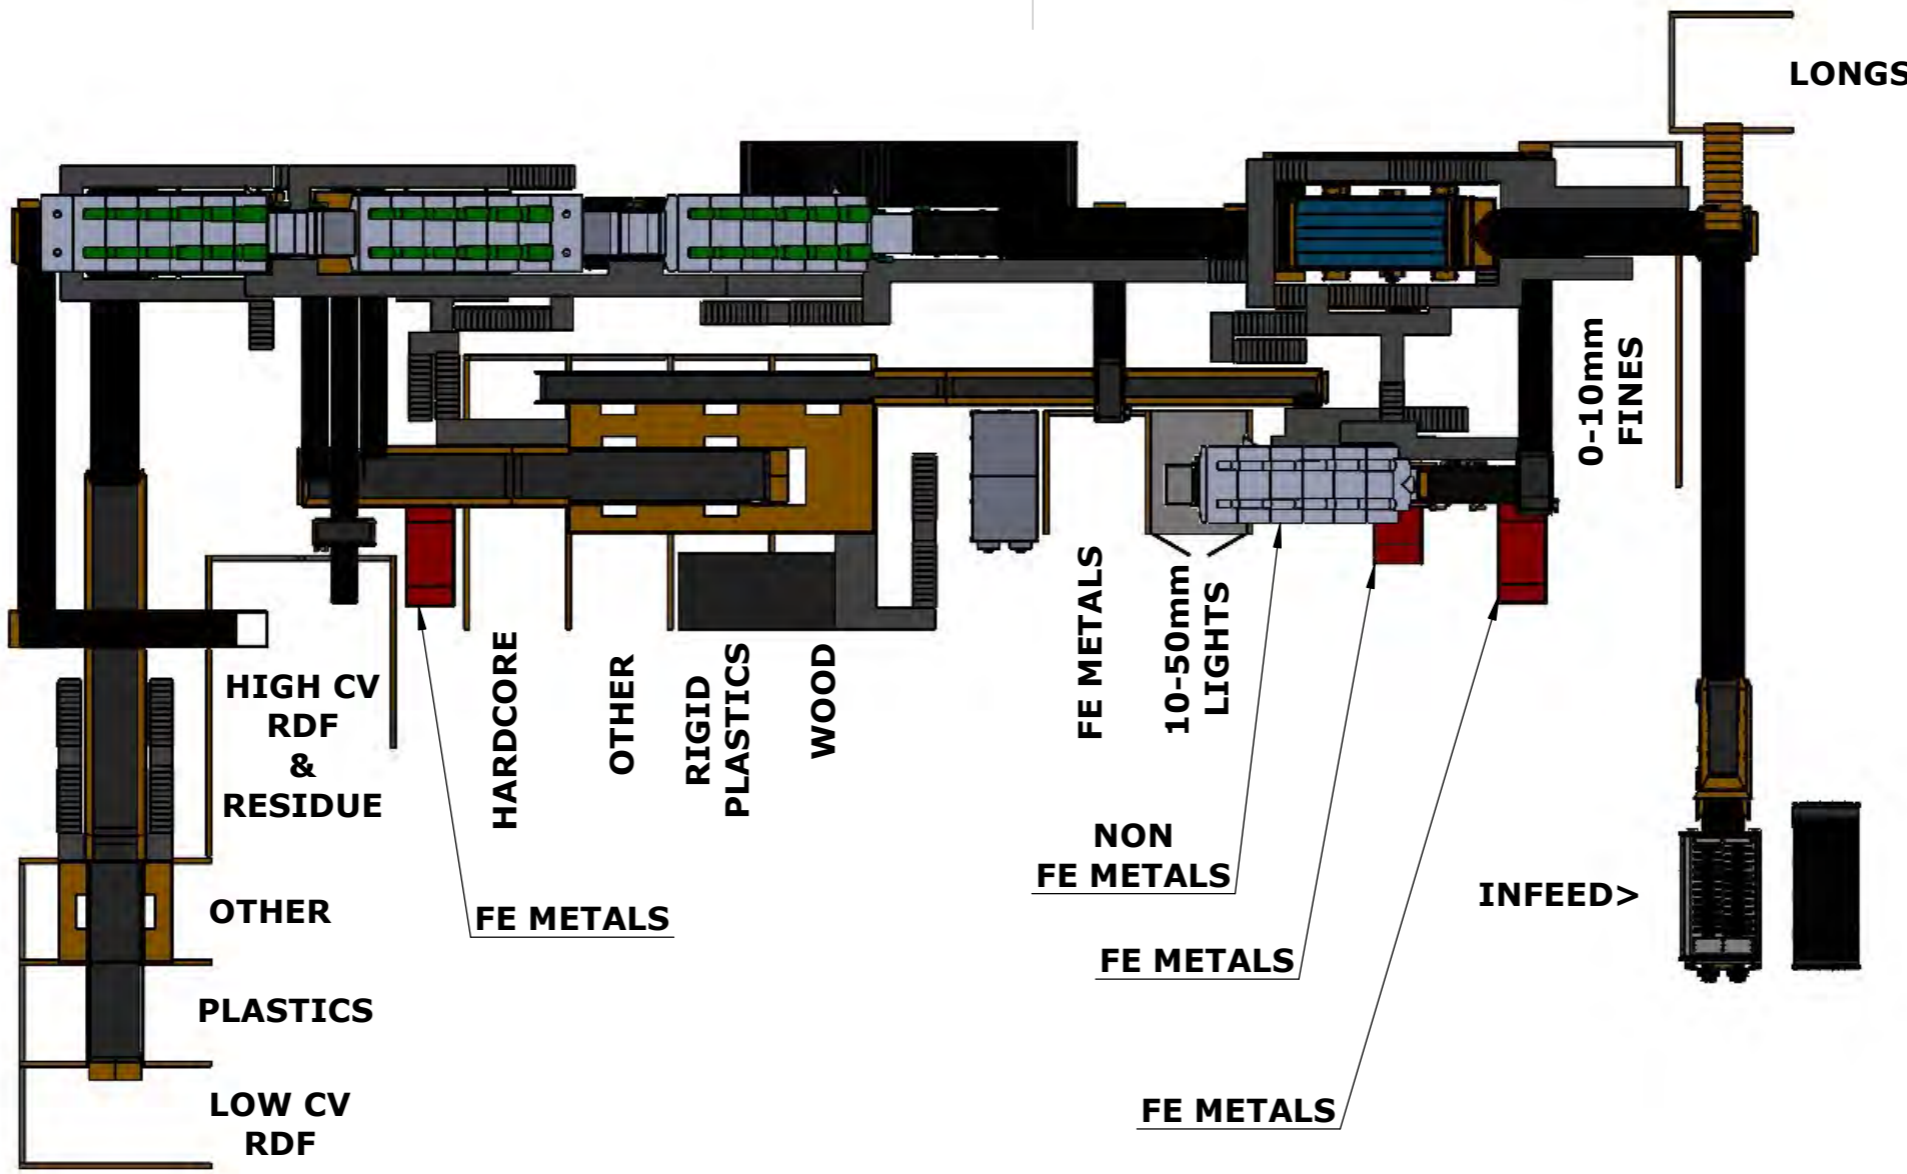 LONGS
0-10mm
FINES
HIGH CV
RDF
&
RESIDUE
HARDCORE
OTHER
RIGID
PLASTICS
WOOD
FE METALS
10-50mm
LIGHTS
NON
FE METALS
INFEED>
OTHER
FE METALS
FE METALS
PLASTICS
LOW CV
RDF
FE METALS